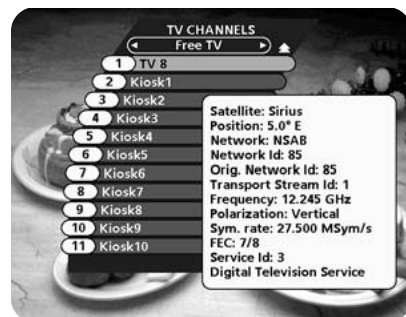 TV CHANNELS
Free TV
1 TV 8
2 Kiosk1
3 Kiosk2
4 Kiosk3
5 Kiosk4
6 Kiosk5
7 Kiosk6
8 Kiosk7
9 Kiosk8
10 Kiosk9
11 Kiosk10
Satellite: Sirius
Position: 5.0° E
Network: NSAB
Network Id: 85
Orig. Network Id: 85
Transport Stream Id: 1
Frequency: 12.245 GHz
Polarization: Vertical
Sym. rate: 27.500 MSym/s
FEC: 7/8
Service Id: 3
Digital Television Service